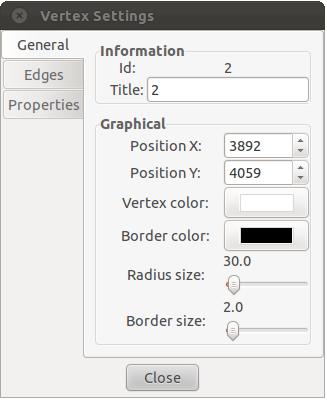 Vertex Settings
General
Edges
Properties
Information
Id: 2
Title: 2
Graphical
Position X: 3892
Position Y: 4059
Vertex color:
Border color:
Radius size: 30.0
Border size: 2.0
Close